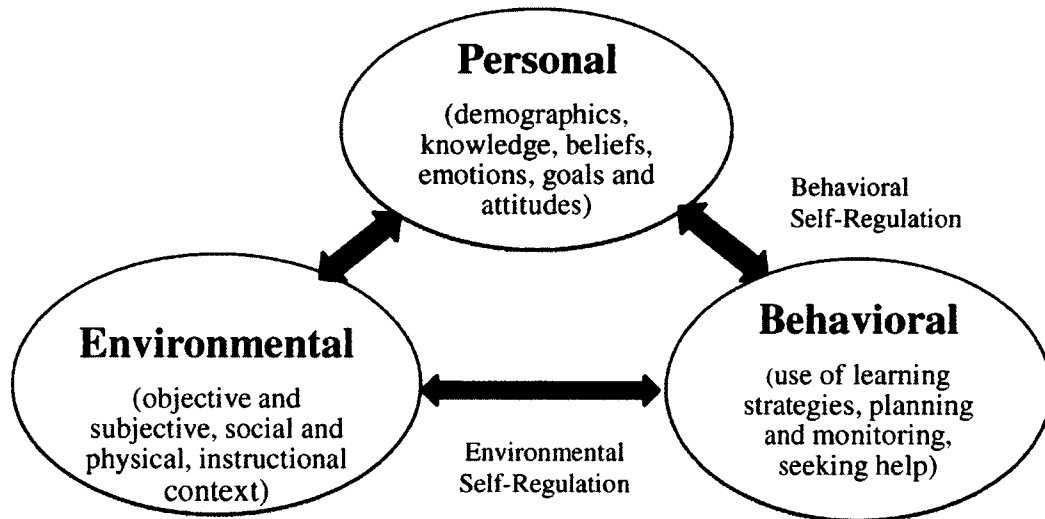 Personal
(demographics,
knowledge, beliefs,
emotions, goals and
attitudes)
Behavioral
Self-Regulation
Environmental
(objective and
subjective, social and
physical, instructional
context)
Behavioral
(use of learning
strategies, planning
and monitoring,
seeking help)
Environmental
Self-Regulation